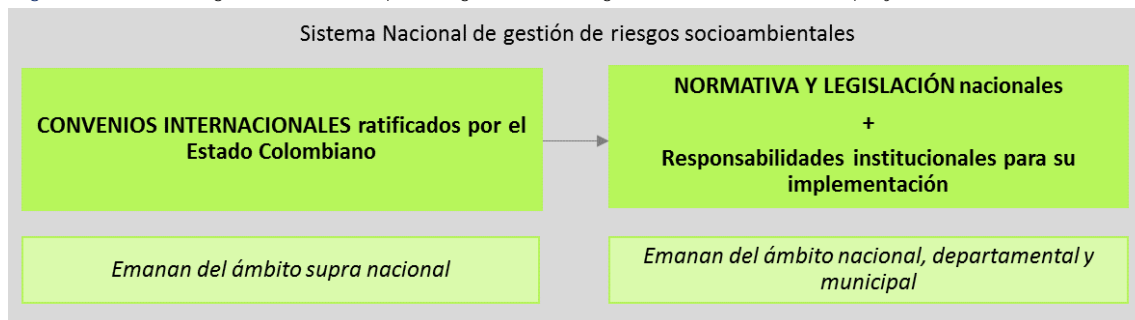 Sistema Nacional de gestión de riesgos socioambientales
CONVENIOS INTERNACIONALES ratificados por el
Estado Colombiano
NORMATIVA Y LEGISLACIÓN nacionales
+
Responsabilidades institucionales para su
implementación
Emanan del ámbito supra nacional
Emanan del ámbito nacional, departamental y
municipal